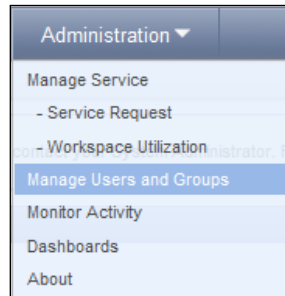 Administration
Manage Service
- Service Request
- Workspace Utilization
Manage Users and Groups
Monitor Activity
Dashboards
About